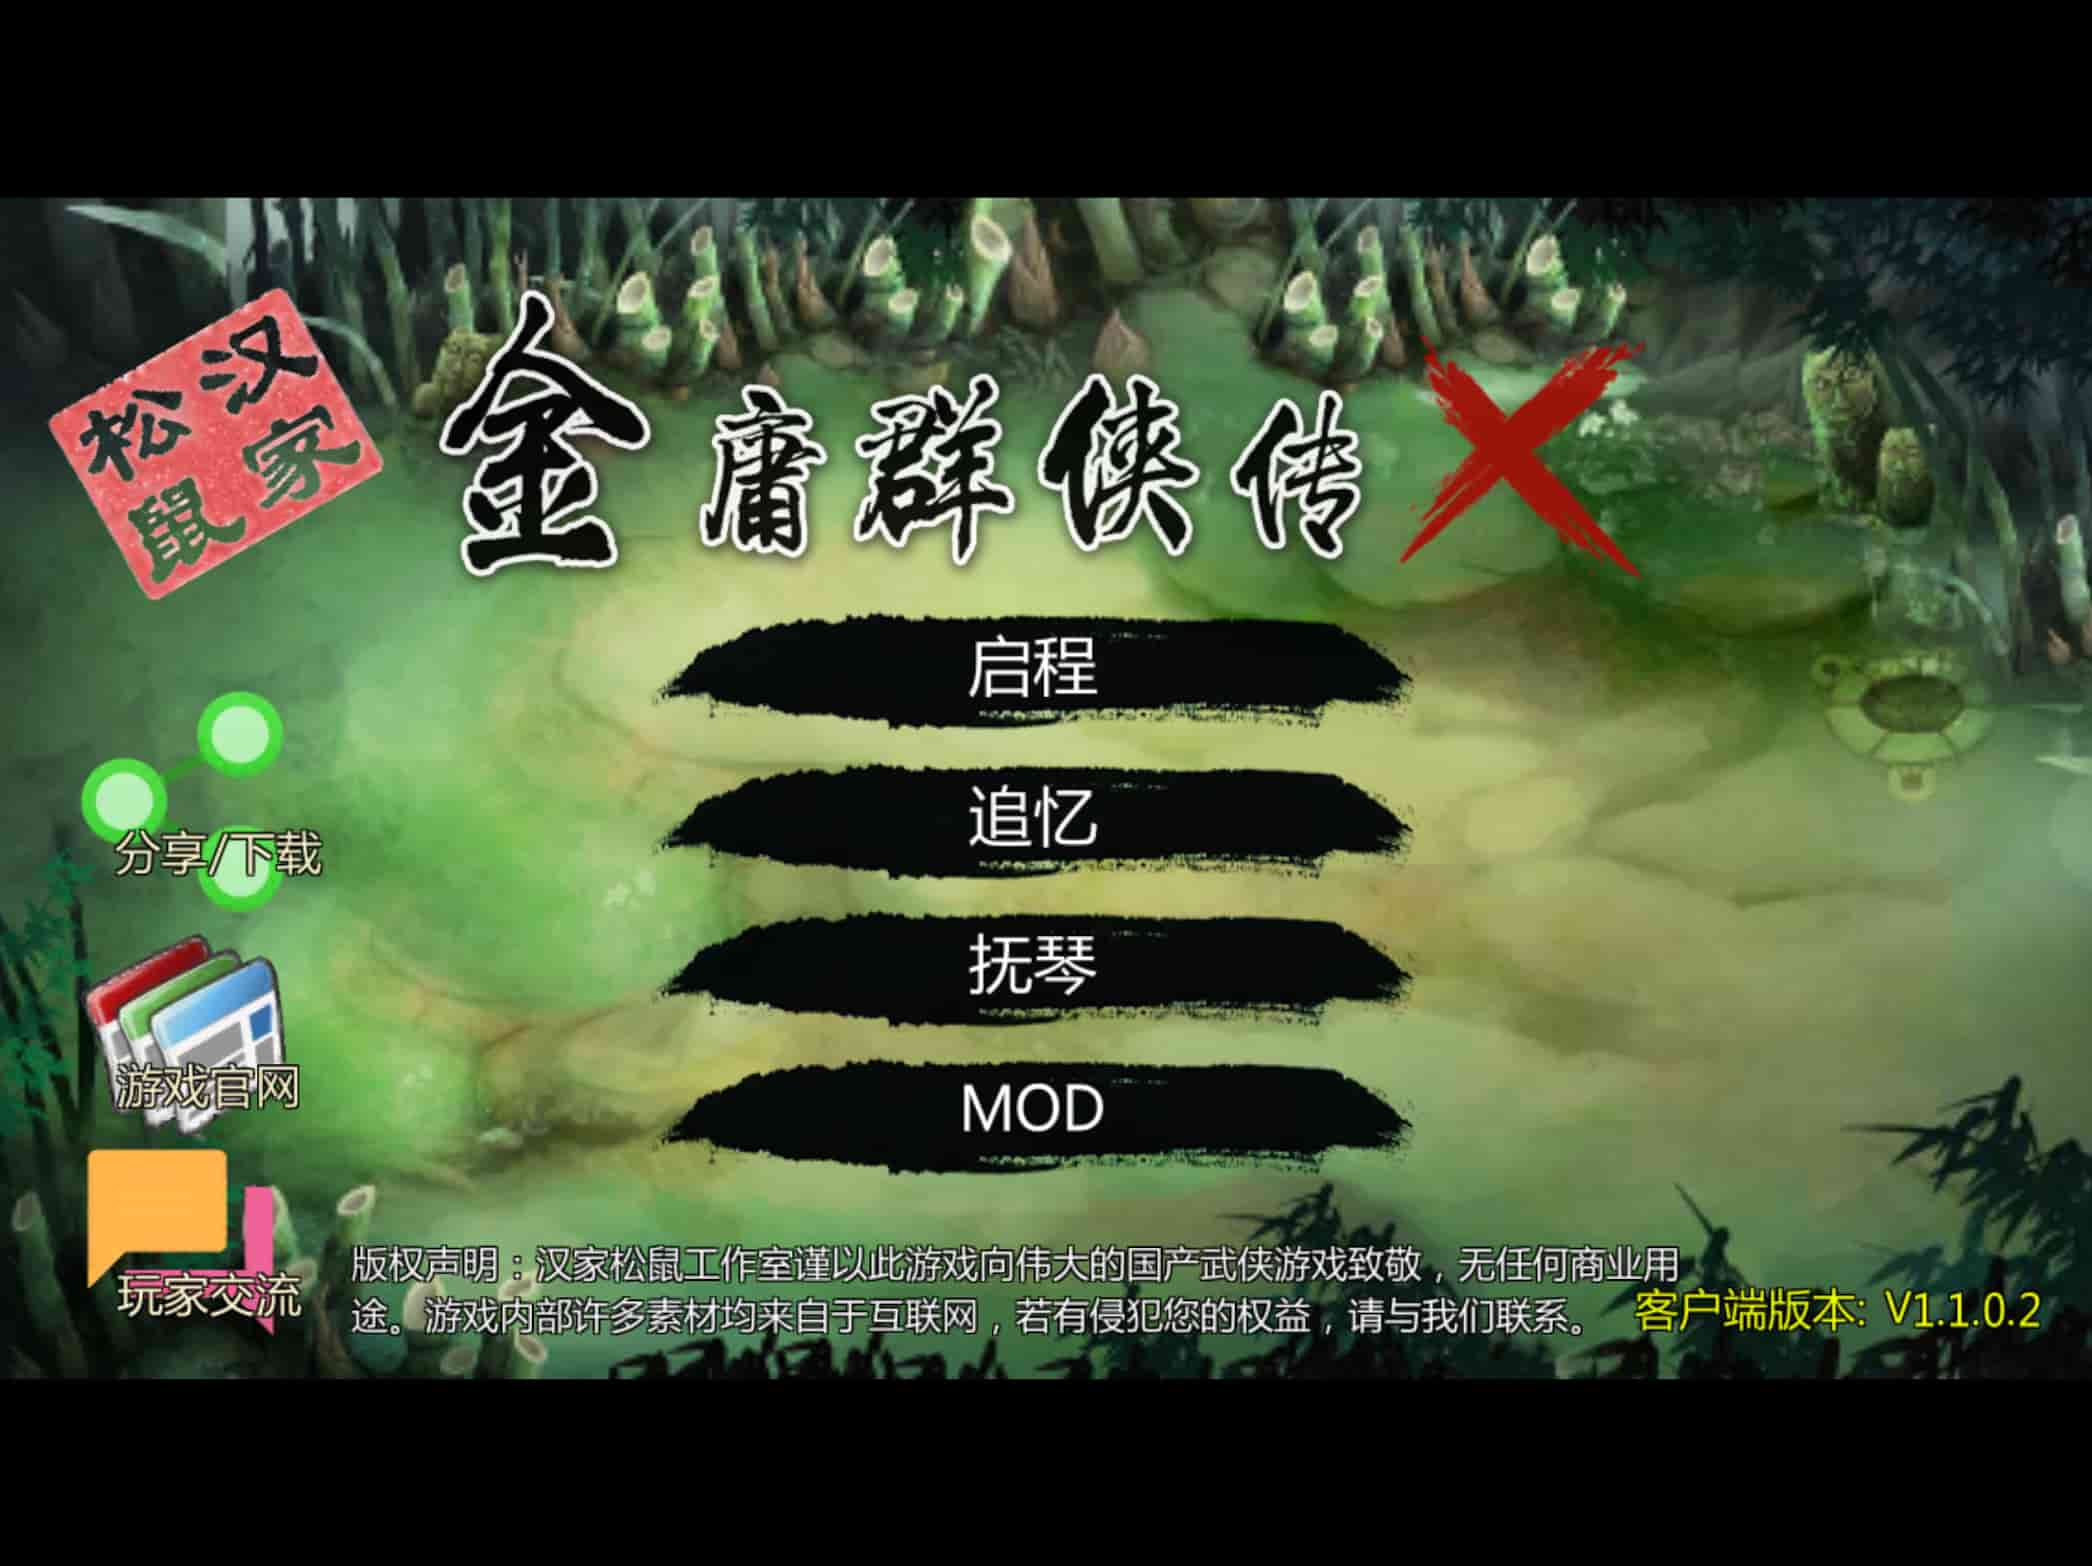 汉家
松鼠
金庸群侠传X
启程
追忆
抚琴
MOD
分享/下载
游戏官网
玩家交流
版权声明：汉家松鼠工作室谨以此游戏向伟大的国产武侠游戏致敬，无任何商业用
途。游戏内部许多素材均来自于互联网，若有侵犯您的权益，请与我们联系。
客户端版本: V1.1.0.2